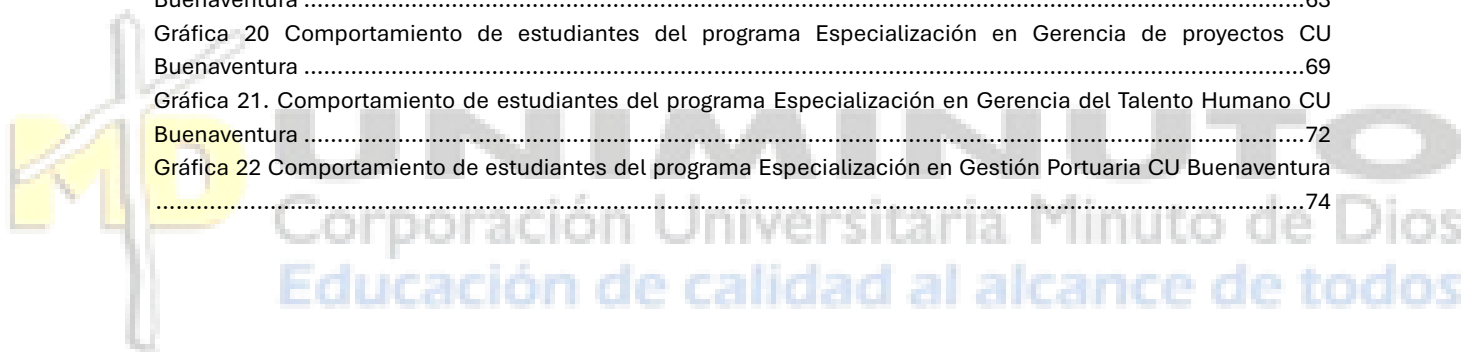 Buenaventura ........................................................................................................................................63
Gráfica 20 Comportamiento de estudiantes del programa Especialización en Gerencia de proyectos CU
Buenaventura ........................................................................................................................................69
Gráfica 21. Comportamiento de estudiantes del programa Especialización en Gerencia del Talento Humano CU
Buenaventura ........................................................................................................................................72
Gráfica 22 Comportamiento de estudiantes del programa Especialización en Gestión Portuaria CU Buenaventura
........................................................................................................................................74
MD UNIMINUTO
Corporación Universitaria Minuto de Dios
Educación de calidad al alcance de todos